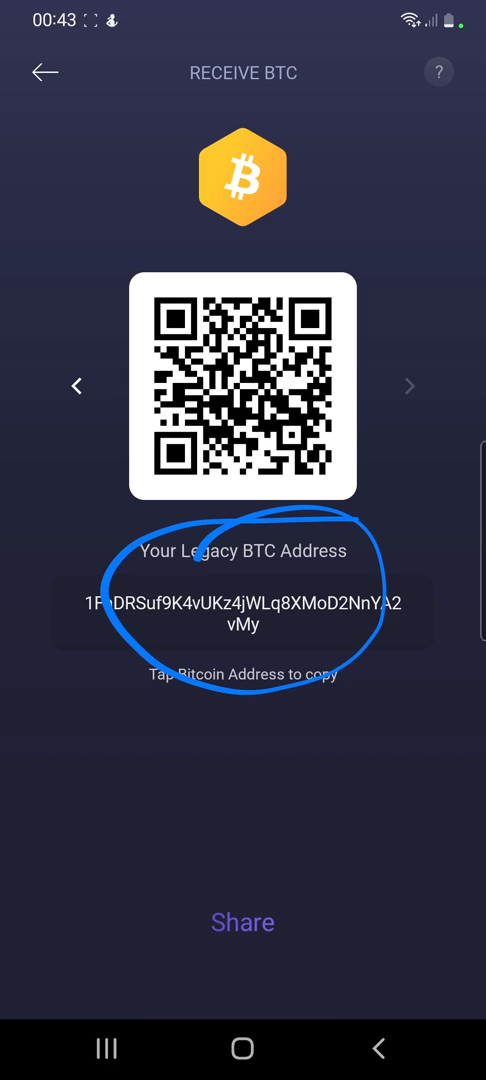 00:43
RECEIVE BTC
?
Your Legacy BTC Address
vMy
Tap Bitcoin Address to copy
Share